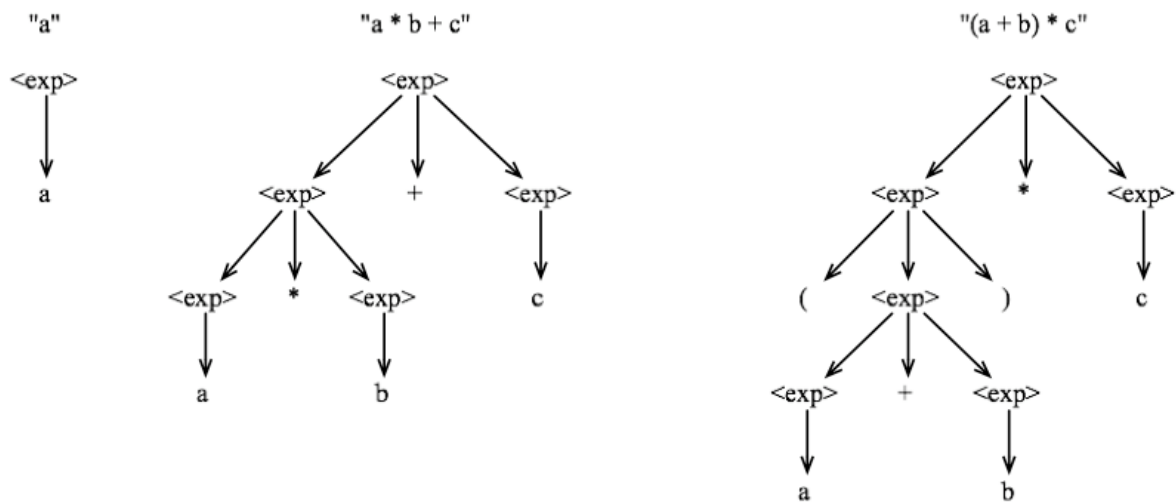 "a" "a * b + c" "(a + b) * c"
<exp> <exp> <exp>
a <exp> + <exp> <exp> * <exp>
<exp> * <exp> c ( <exp> ) c
a b <exp> + <exp>
a b